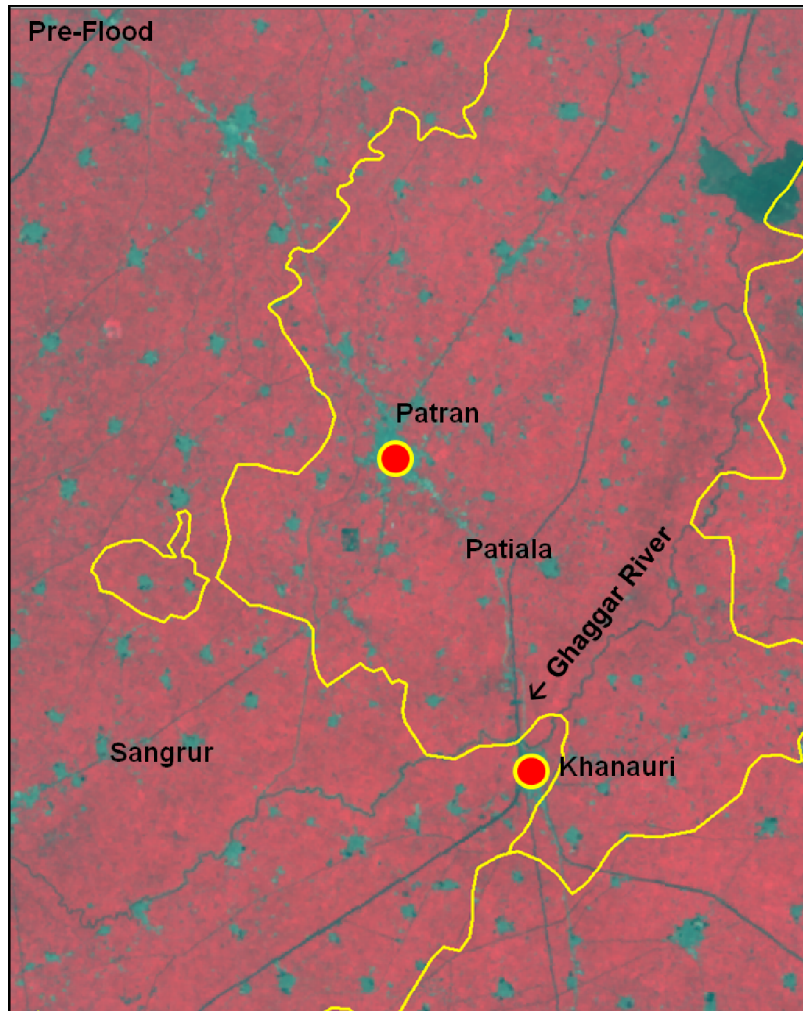 Pre-Flood
Patran
Patiala
Ghaggar River
Sangrur
Khanauri